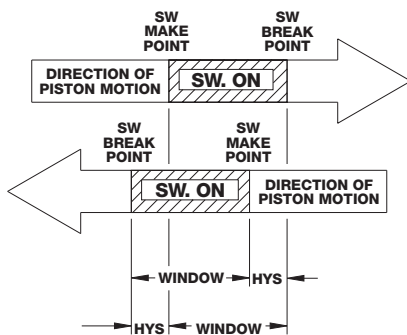 SW
MAKE
POINT
SW
BREAK
POINT
DIRECTION OF
PISTON MOTION
SW. ON
SW
BREAK
POINT
SW
MAKE
POINT
SW. ON
DIRECTION OF
PISTON MOTION
WINDOW
HYS
HYS
WINDOW